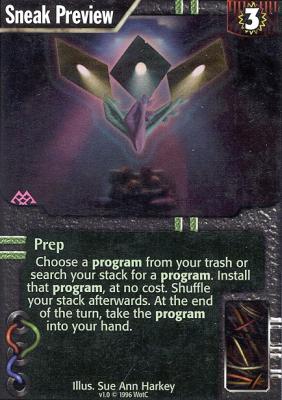 Sneak Preview
3
Prep
Choose a program from your trash or
search your stack for a program. Install
that program, at no cost. Shuffle
your stack afterwards. At the end
of the turn, take the program
into your hand.
Illus. Sue Ann Harkey
v1.0 © 1996 WotC